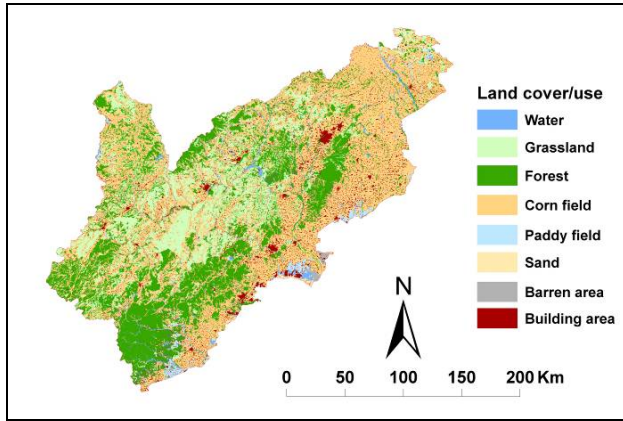 Land cover/use
Water
Grassland
Forest
Corn field
Paddy field
Sand
Barren area
Building area
N
0 50 100 150 200 Km